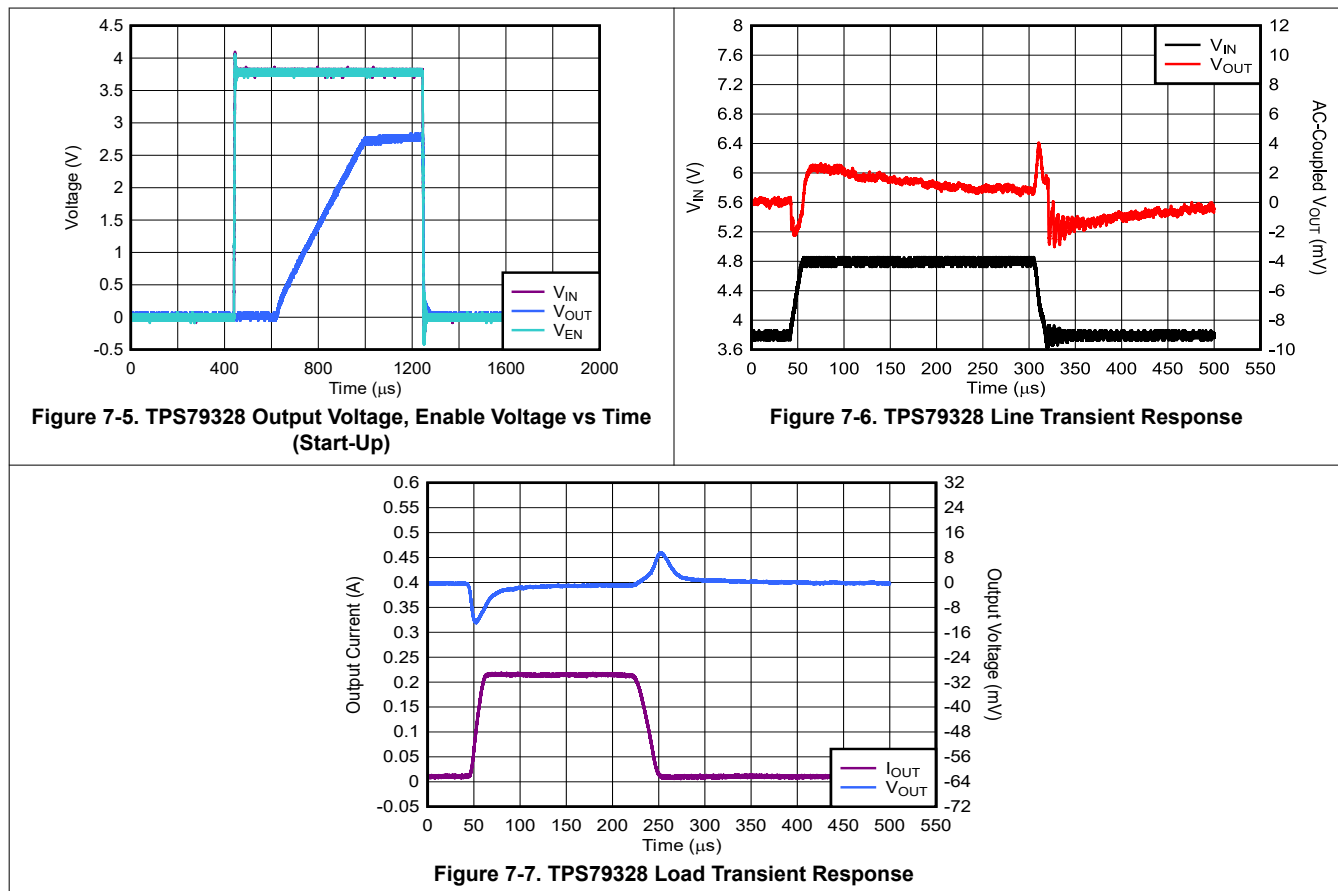 4.5
4
3.5
3
2.5
2
1.5
1
0.5
0
-0.5
Voltage (V)
0 400 800 1200 1600 2000
Time (μs)
VIN
VOUT
VEN
Figure 7-5. TPS79328 Output Voltage, Enable Voltage vs Time
(Start-Up)
8
7.6
7.2
6.8
6.4
6
5.6
5.2
4.8
4.4
4
3.6
VIN (V)
12
10
8
6
4
2
0
-2
-4
-6
-8
-10
AC-Coupled VOUT (mV)
0 50 100 150 200 250 300 350 400 450 500 550
Time (μs)
VIN
VOUT
Figure 7-6. TPS79328 Line Transient Response
0.6
0.55
0.5
0.45
0.4
0.35
0.3
0.25
0.2
0.15
0.1
0.05
0
-0.05
Output Current (A)
32
24
16
8
0
-8
-16
-24
-32
-40
-48
-56
-64
-72
Output Voltage (mV)
0 50 100 150 200 250 300 350 400 450 500 550
Time (μs)
IOUT
VOUT
Figure 7-7. TPS79328 Load Transient Response